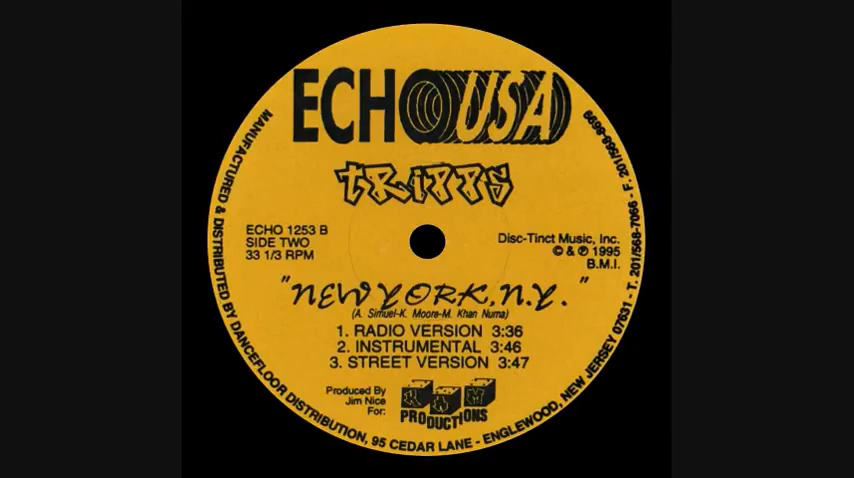 ECHO USA
TRIPPS
ECHO 1253 B
SIDE TWO
33 1/3 RPM
Disc-Tinct Music, Inc.
© & ℗ 1995
B.M.I.
"NEW YORK, N.Y."
(A. Simuel-K. Moore-M. Khan Numa)
1. RADIO VERSION 3:36
2. INSTRUMENTAL 3:46
3. STREET VERSION 3:47
Produced By
Jim Nice
For:
PRODUCTIONS
MANUFACTURED & DISTRIBUTED BY DANCEFLOOR DISTRIBUTION, 95 CEDAR LANE - ENGLEWOOD, NEW JERSEY 07631 - T. 201/568-7066 - F. 201/568-8699